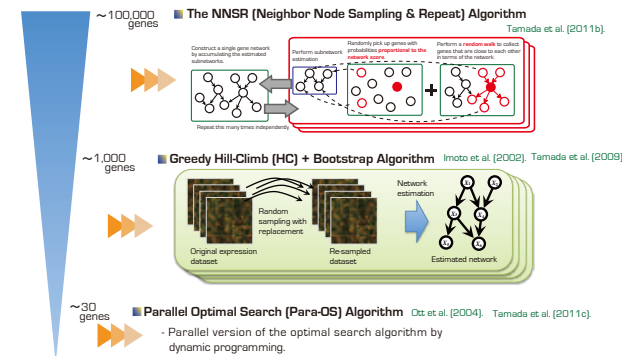 ~100,000
genes
The NNSR (Neighbor Node Sampling & Repeat) Algorithm
Tamada et al. (2011b).
Construct a single gene network
by accumulating the estimated
subnetworks.
Perform subnetwork
estimation
Randomly pick up genes with
probabilities proportional to the
network score.
Perform a random walk to collect
genes that are close to each other
in terms of the network.
+
Repeat this many times independently
~1,000
genes
Greedy Hill-Climb (HC) + Bootstrap Algorithm
Imoto et al. (2002). Tamada et al. (2009)
Random
sampling with
replacement
Original expression
dataset
Re-sampled
dataset
Network
estimation
Estimated network
~30
genes
Parallel Optimal Search (Para-OS) Algorithm
Ott et al. (2004). Tamada et al. (2011c).
- Parallel version of the optimal search algorithm by
dynamic programming.